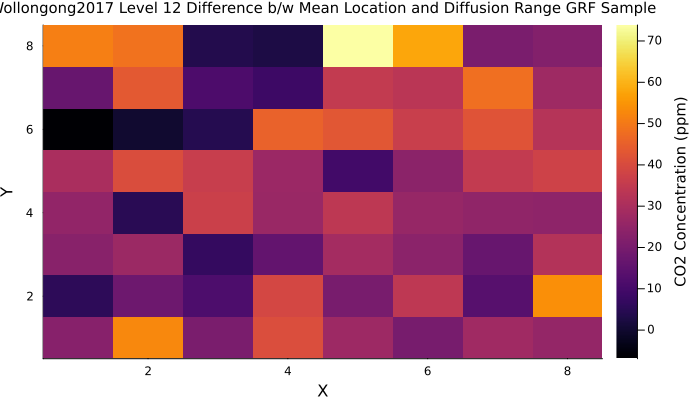 Wollongong2017 Level 12 Difference b/w Mean Location and Diffusion Range GRF Sample
8
6
4
2
Y
2 4 6 8
X
70
60
50
40
30
20
10
0
CO2 Concentration (ppm)